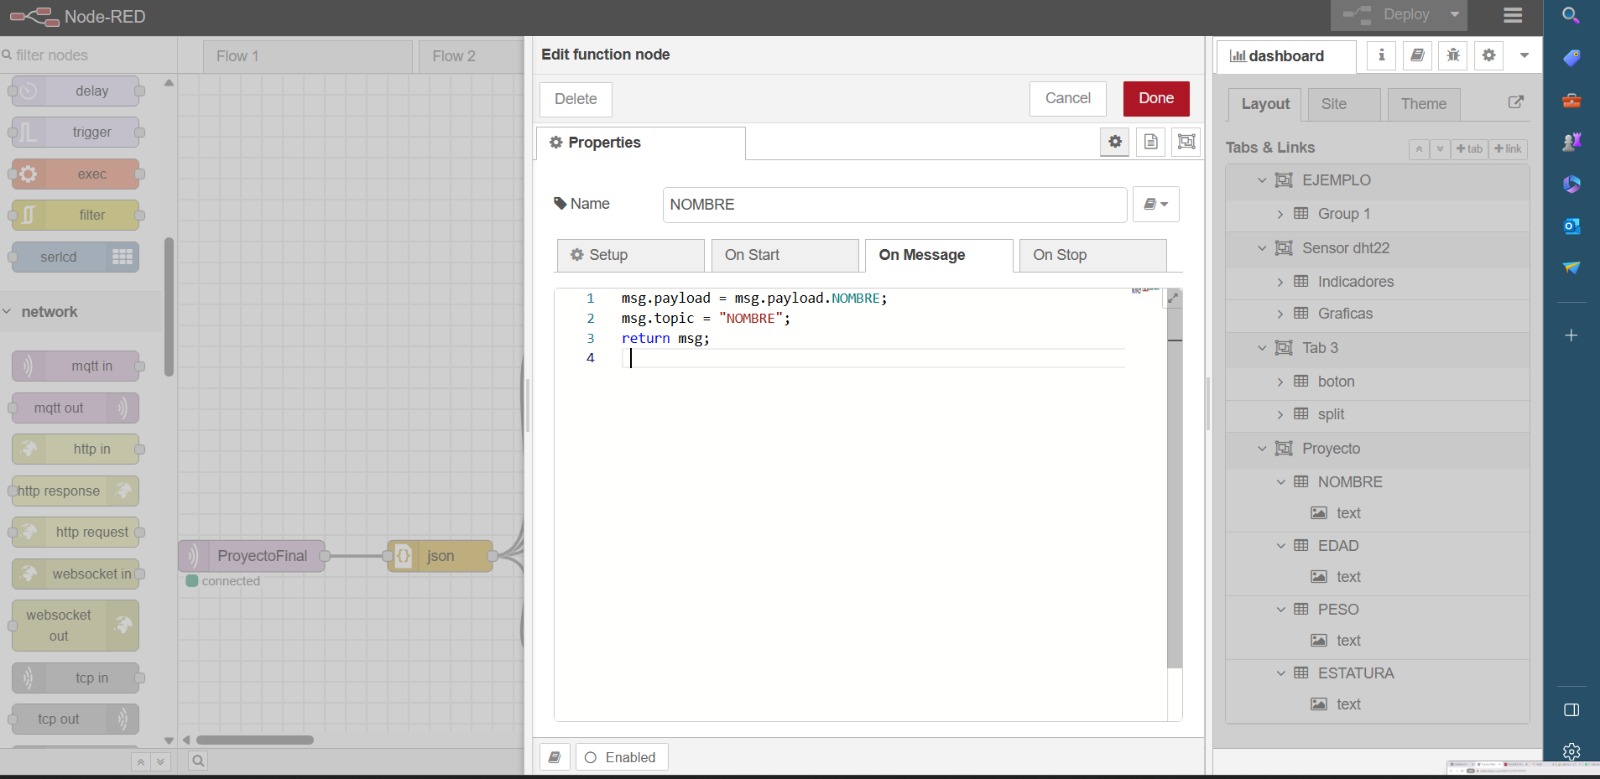 Node-RED
Deploy
filter nodes
Flow 1
Flow 2
Edit function node
dashboard
i
Delete
Cancel
Done
Layout
Site
Theme
Properties
Tabs & Links
tab
link
delay
trigger
exec
filter
serlcd
network
mqtt in
mqtt out
http in
http response
http request
websocket in
websocket
out
tcp in
tcp out
ProyectoFinal
connected
json
{}
Name
NOMBRE
Setup
On Start
On Message
On Stop
1 msg.payload = msg.payload.NOMBRE;
2 msg.topic = "NOMBRE";
3 return msg;
4
Enabled
EJEMPLO
Group 1
Sensor dht22
Indicadores
Graficas
Tab 3
boton
split
Proyecto
NOMBRE
text
EDAD
text
PESO
text
ESTATURA
text